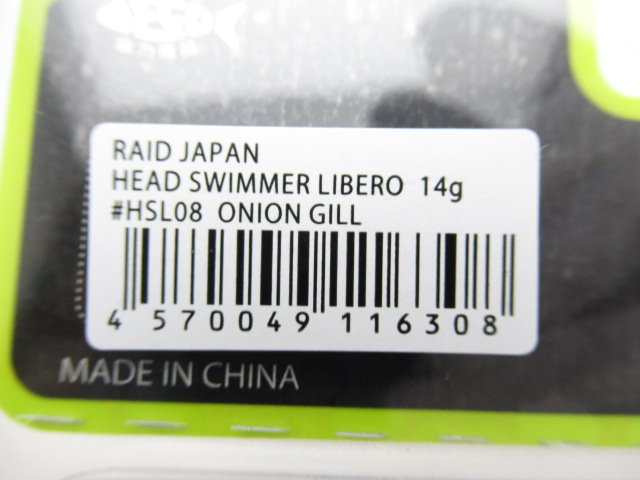 RAID JAPAN
HEAD SWIMMER LIBERO 14g
#HSL08 ONION GILL
4 570049 116308
MADE IN CHINA